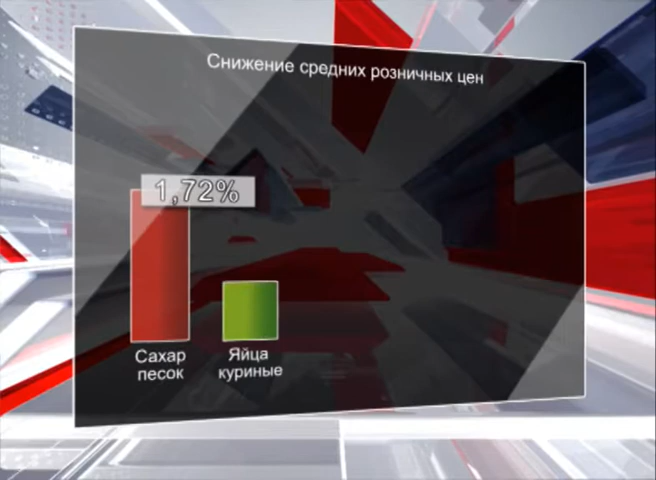 Снижение средних розничных цен
1,72%
Сахар
песок
Яйца
куриные